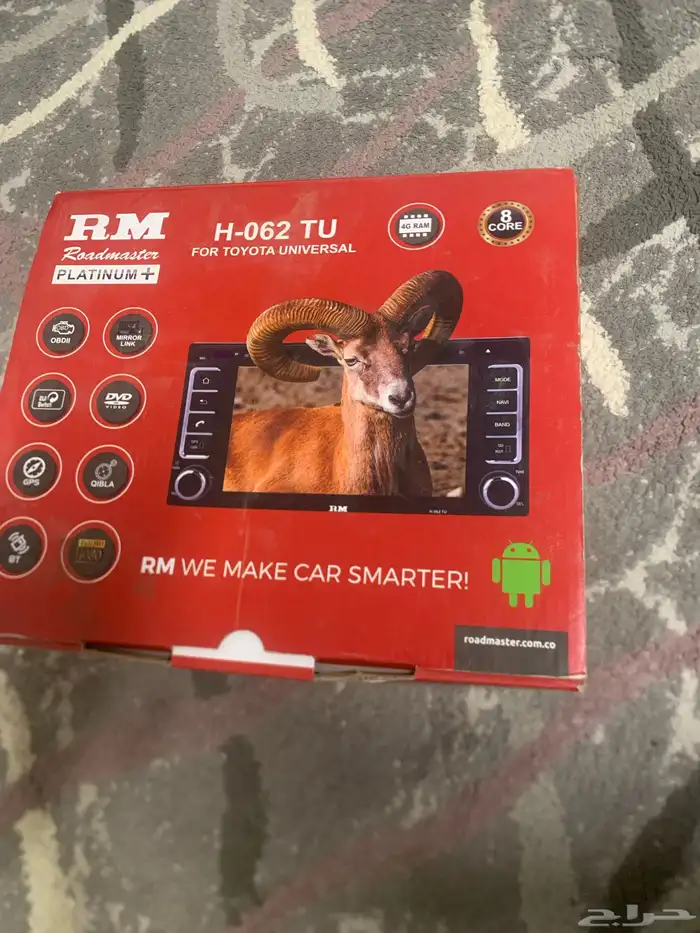 RM
Roadmaster
PLATINUM+
H-062 TU
FOR TOYOTA UNIVERSAL
4G RAM
8
CORE
OBDII
MIRROR
LINK
DVD
VIDEO
GPS
QIBLA
BT
MODE
NAVI
BAND
RM
H-062 TU
RM WE MAKE CAR SMARTER!
roadmaster.com.co
حراج